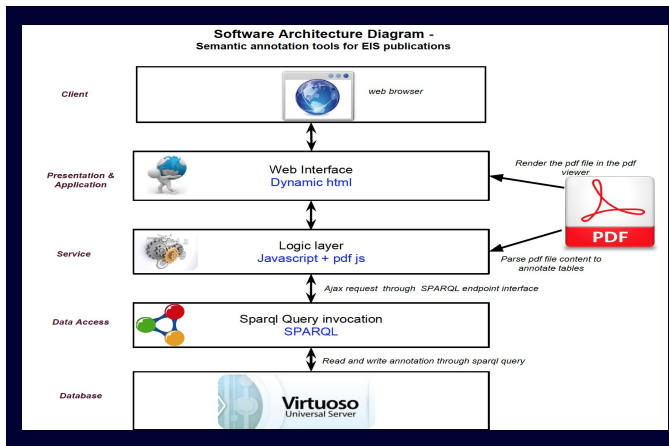 Software Architecture Diagram -
Semantic annotation tools for EIS publications
Client
web browser
Presentation &
Application
Web Interface
Dynamic html
Render the pdf file in the pdf
viewer
PDF
Service
Logic layer
Javascript + pdf js
Parse pdf file content to
annotate tables
Ajax request through SPARQL endpoint interface
Data Access
Sparql Query invocation
SPARQL
Read and write annotation through sparql query
Database
Virtuoso
Universal Server